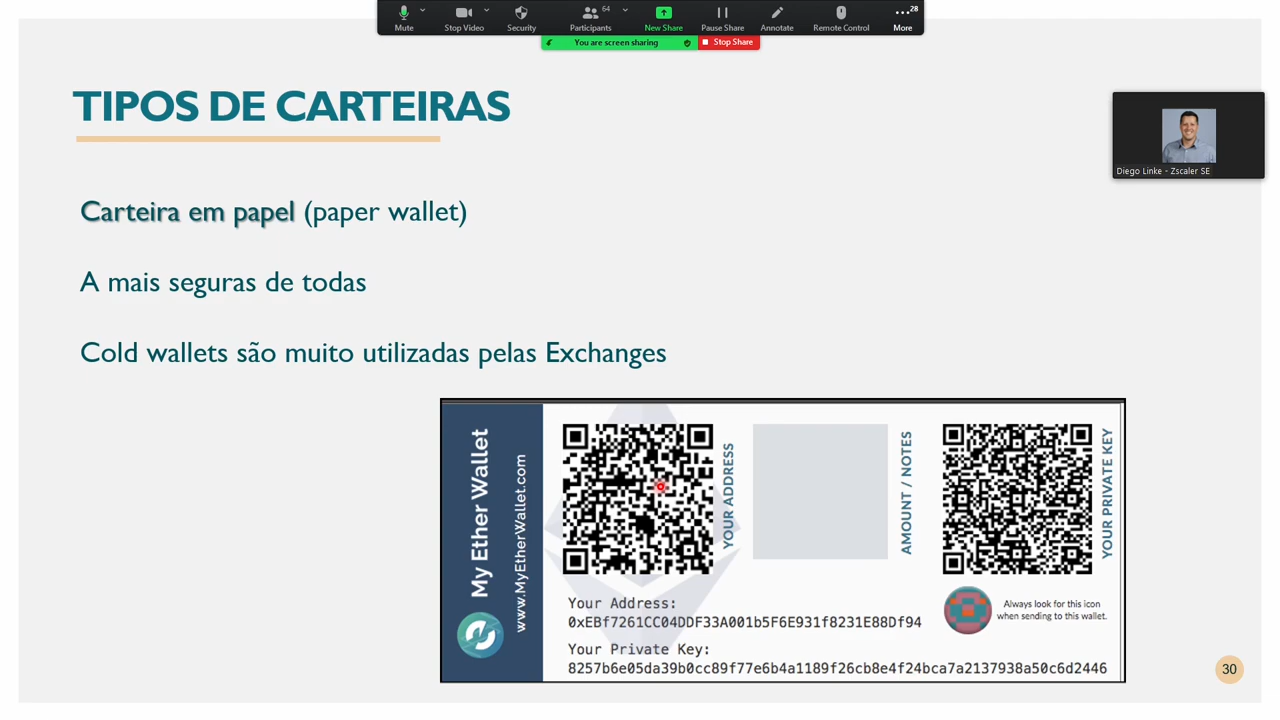 Mute
Stop Video
Security
Participants
64
New Share
Pause Share
Annotate
Remote Control
More
28
You are screen sharing
Stop Share
TIPOS DE CARTEIRAS
Diego Linke - Zscaler SE
Carteira em papel (paper wallet)
A mais seguras de todas
Cold wallets são muito utilizadas pelas Exchanges
My Ether Wallet
www.MyEtherWallet.com
YOUR ADDRESS
AMOUNT / NOTES
YOUR PRIVATE KEY
Your Address:
0xEBf7261CC04DDF33A001b5F6E931f8231E88Df94
Always look for this icon
when sending to this wallet.
Your Private Key:
8257b6e05da39b0cc89f77e6b4a1189f26cb8e4f24bca7a2137938a50c6d2446
30